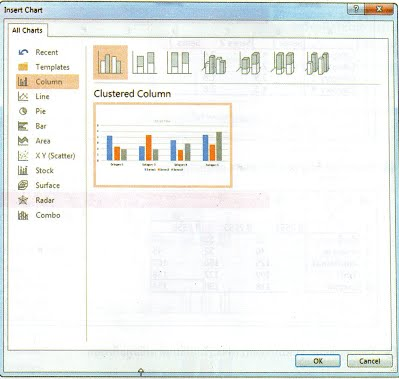 Insert Chart
All Charts
Recent
Templates
Column
Line
Pie
Bar
Area
X Y (Scatter)
Stock
Surface
Radar
Combo
Clustered Column
OK
Cancel